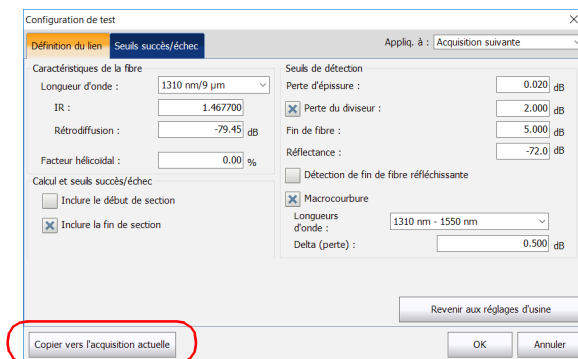 Configuration de test
Définition du lien Seuils succès/échec
Appliq. à : Acquisition suivante
Caractéristiques de la fibre
Longueur d'onde : 1310 nm/9 µm
IR : 1.467700
Rétrodiffusion : -79.45 dB
Facteur hélicoïdal : 0.00 %
Calcul et seuils succès/échec
Inclure le début de section
Inclure la fin de section
Seuils de détection
Perte d'épissure : 0.020 dB
Perte du diviseur : 2.000 dB
Fin de fibre : 5.000 dB
Réflectance : -72.0 dB
Détection de fin de fibre réfléchissante
Macrocourbure
Longueurs d'onde : 1310 nm - 1550 nm
Delta (perte) : 0.500 dB
Revenir aux réglages d'usine
Copier vers l'acquisition actuelle
OK Annuler